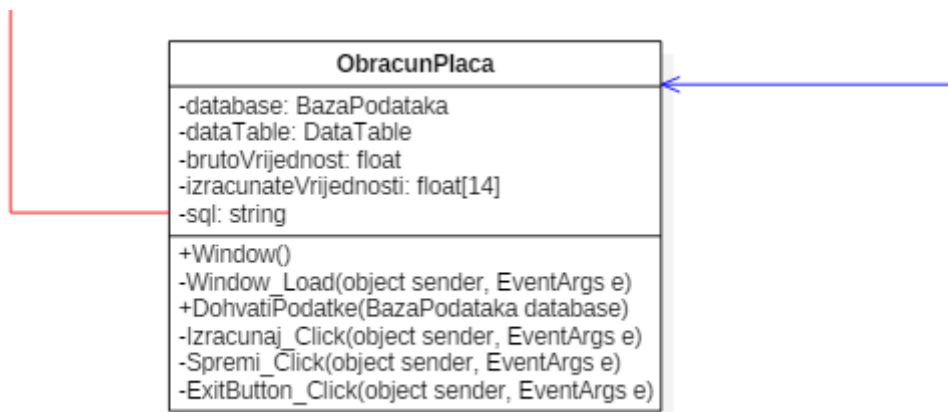 ObracunPlaca
-database: BazaPodataka
-dataTable: DataTable
-brutoVrijednost: float
-izracunateVrijednosti: float[14]
-sql: string
+Window()
-Window_Load(object sender, EventArgs e)
+DohvatiPodatke(BazaPodataka database)
-Izracunaj_Click(object sender, EventArgs e)
-Spremi_Click(object sender, EventArgs e)
-ExitButton_Click(object sender, EventArgs e)